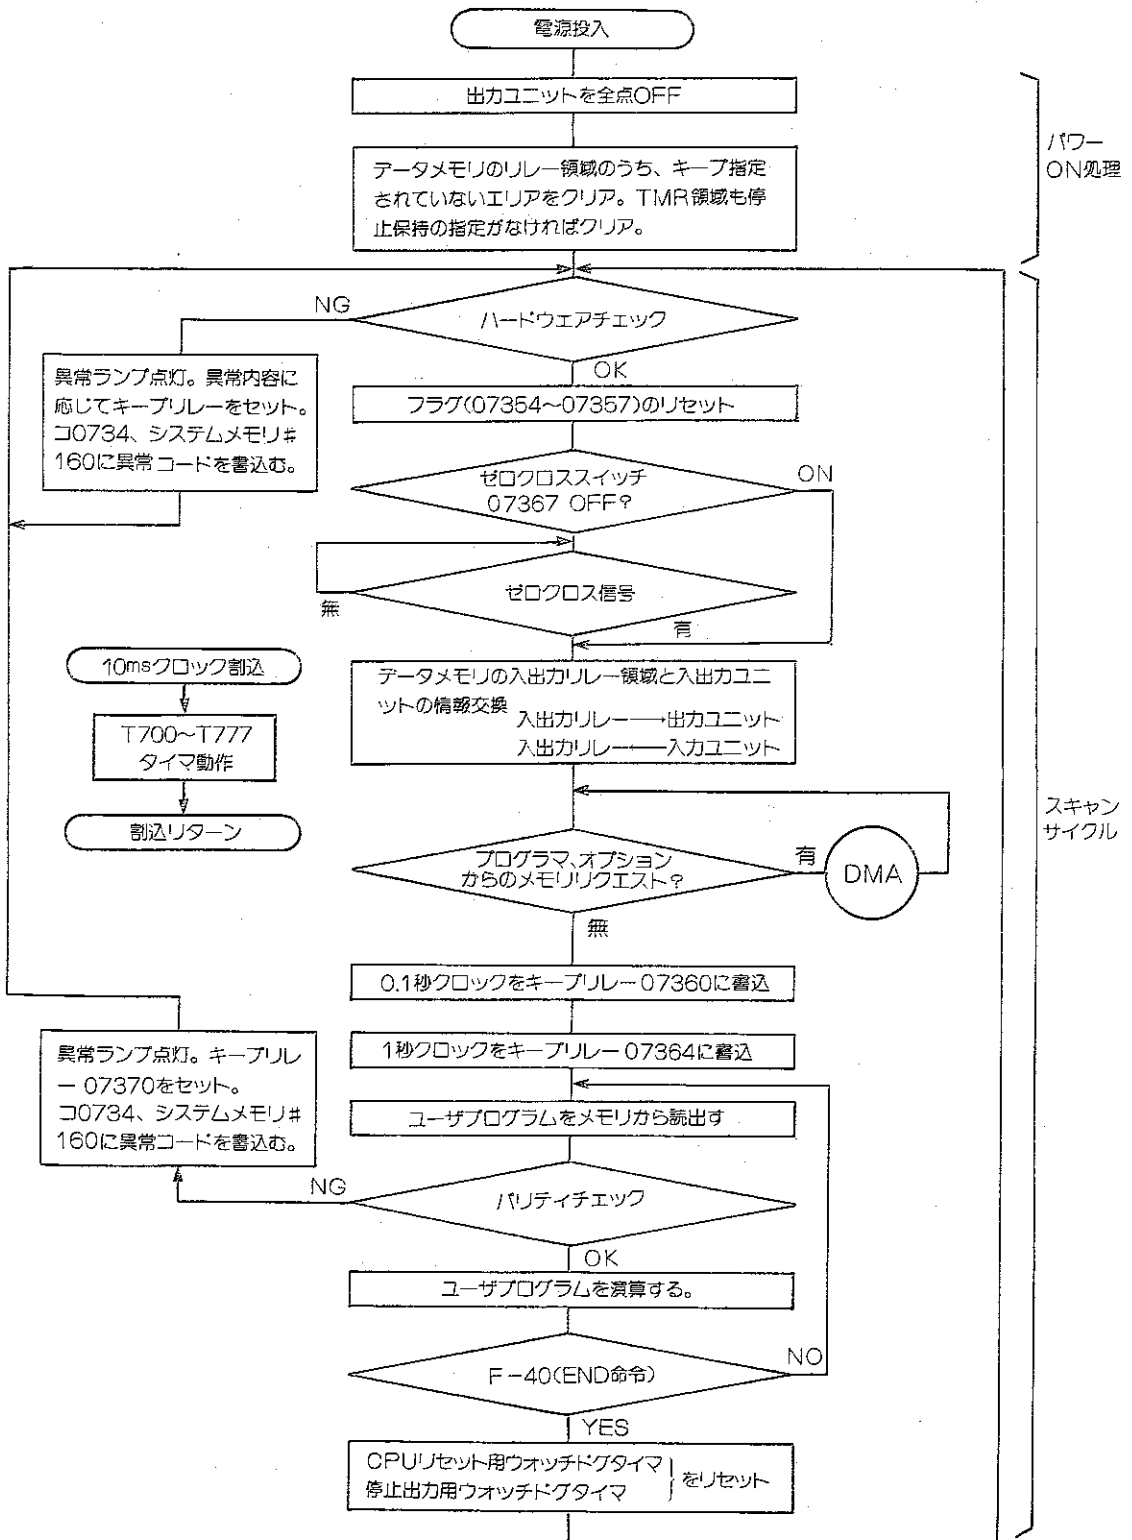 電源投入
出力ユニットを全点OFF
データメモリのリレー領域のうち、キープ指定
されていないエリアをクリア。TMR領域も停
止保持の指定がなければクリア。
パワー
ON処理
ハードウェアチェック
NG
OK
異常ランプ点灯。異常内容に
応じてキープリレーをセット。
コ0734、システムメモリ#
160に異常コードを書込む。
フラグ(07354~07357)のリセット
ゼロクロススイッチ
07367 OFF?
ON
ゼロクロス信号
無
有
10msクロック割込
T700~T777
タイマ動作
割込リターン
データメモリの入出力リレー領域と入出力ユニ
ットの情報交換
入出力リレー→出力ユニット
入出力リレー←入力ユニット
スキャン
サイクル
プログラマ、オプション
からのメモリリクエスト?
有
DMA
無
0.1秒クロックをキープリレー07360に書込
1秒クロックをキープリレー07364に書込
異常ランプ点灯。キープリレ
ー07370をセット。
コ0734、システムメモリ#
160に異常コードを書込む。
ユーザプログラムをメモリから読出す
パリティチェック
NG
OK
ユーザプログラムを演算する。
F-40(END命令)
NO
YES
CPUリセット用ウォッチドグタイマ
停止出力用ウォッチドグタイマ
をリセット